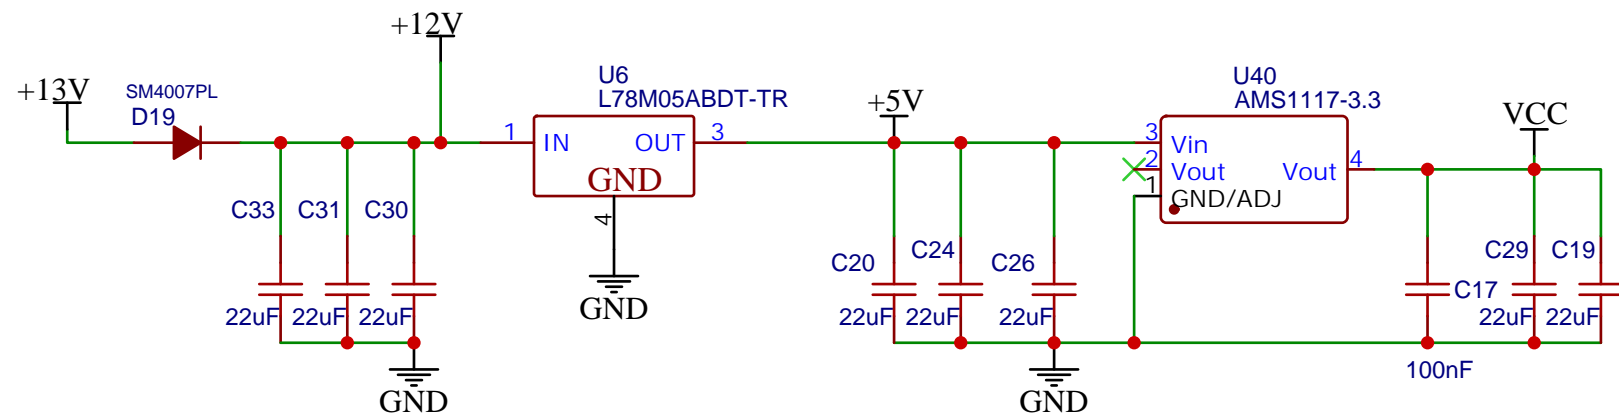 +12V
+13V
SM4007PL
D19
U6
L78M05ABDT-TR
1
IN
OUT
3
GND
4
GND
C33
C31
C30
22uF
22uF
22uF
GND
+5V
U40
AMS1117-3.3
VCC
3
Vin
2
Vout
Vout
4
1
GND/ADJ
C20
C24
C26
C17
C29
C19
22uF
22uF
22uF
22uF
22uF
100nF
GND